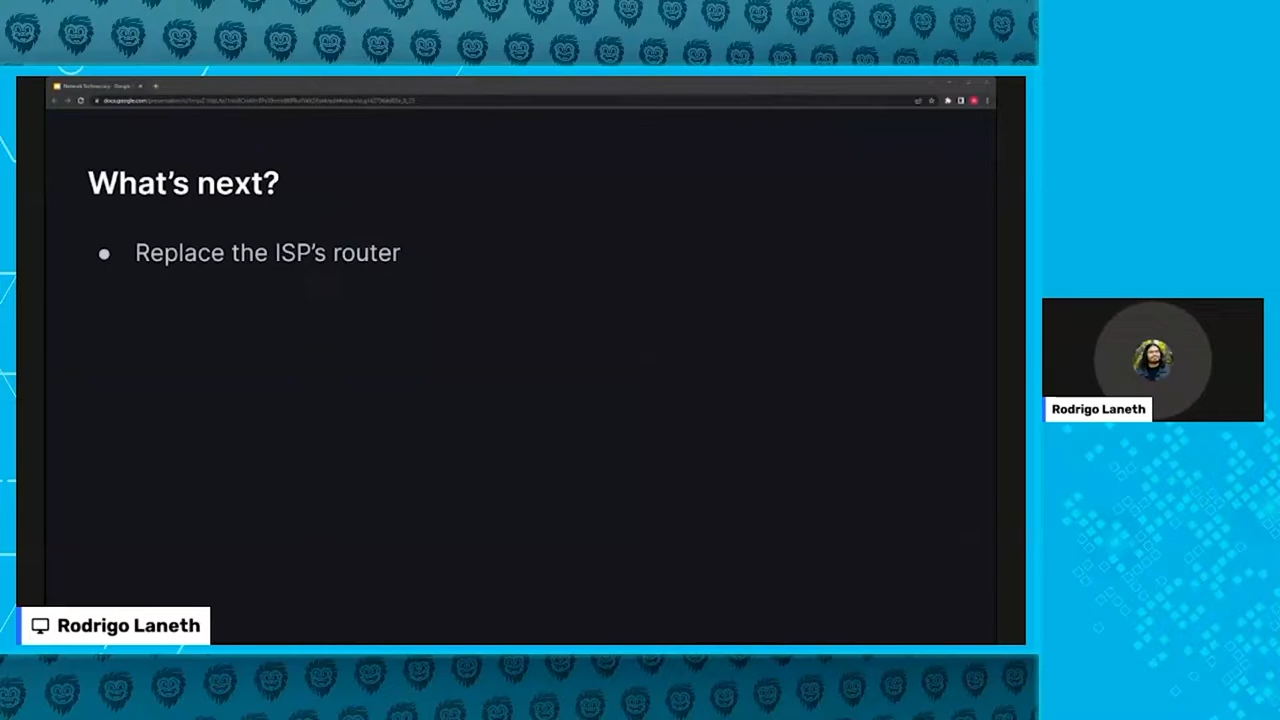 What's next?
● Replace the ISP's router
Rodrigo Laneth
Rodrigo Laneth